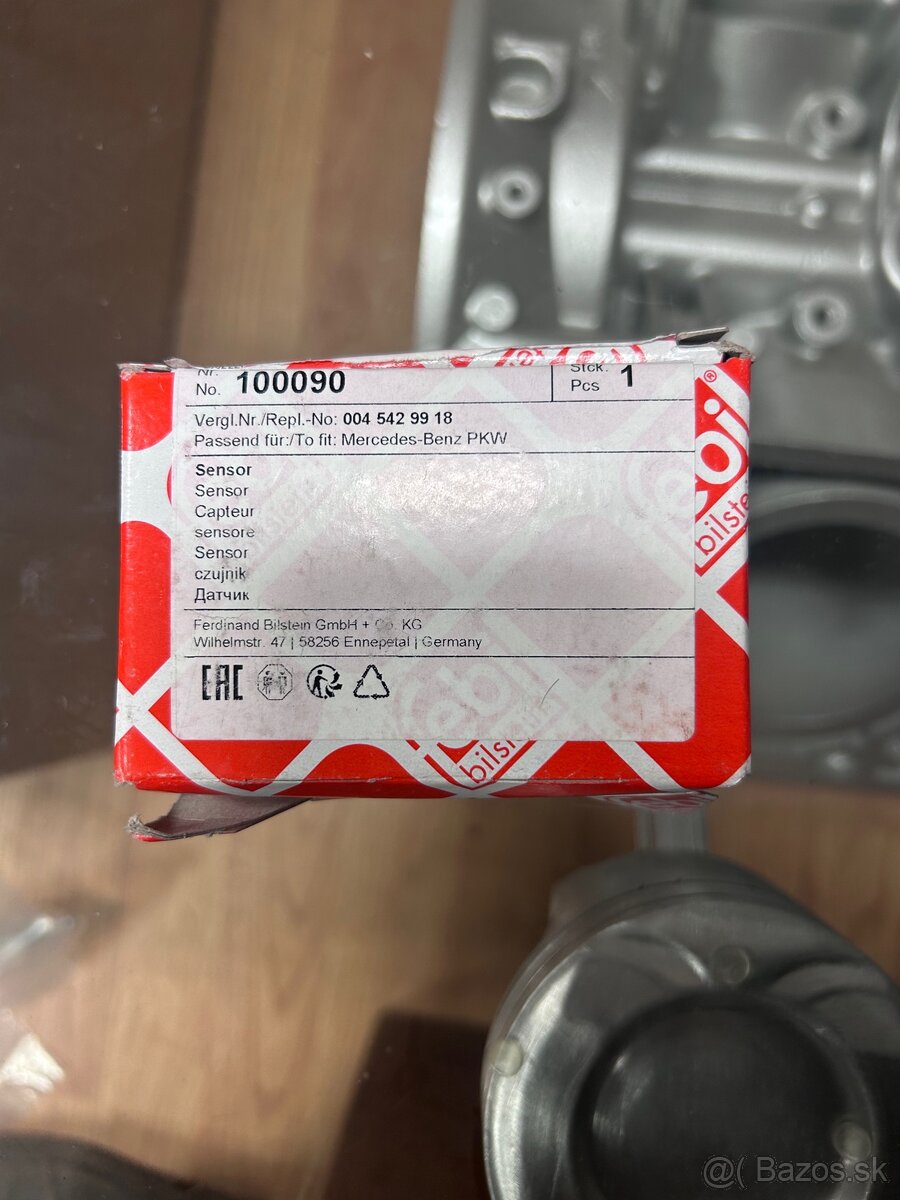 Nr.
No. 100090
Stck.
Pcs 1
Vergl.Nr./Repl.-No: 004 542 99 18
Passend für:/To fit: Mercedes-Benz PKW
Sensor
Sensor
Capteur
sensore
Sensor
czujnik
Датчик
Ferdinand Bilstein GmbH + Co. KG
Wilhelmstr. 47 | 58256 Ennepetal | Germany
EAC
febi
bilstein
bilste
@( Bazos.sk